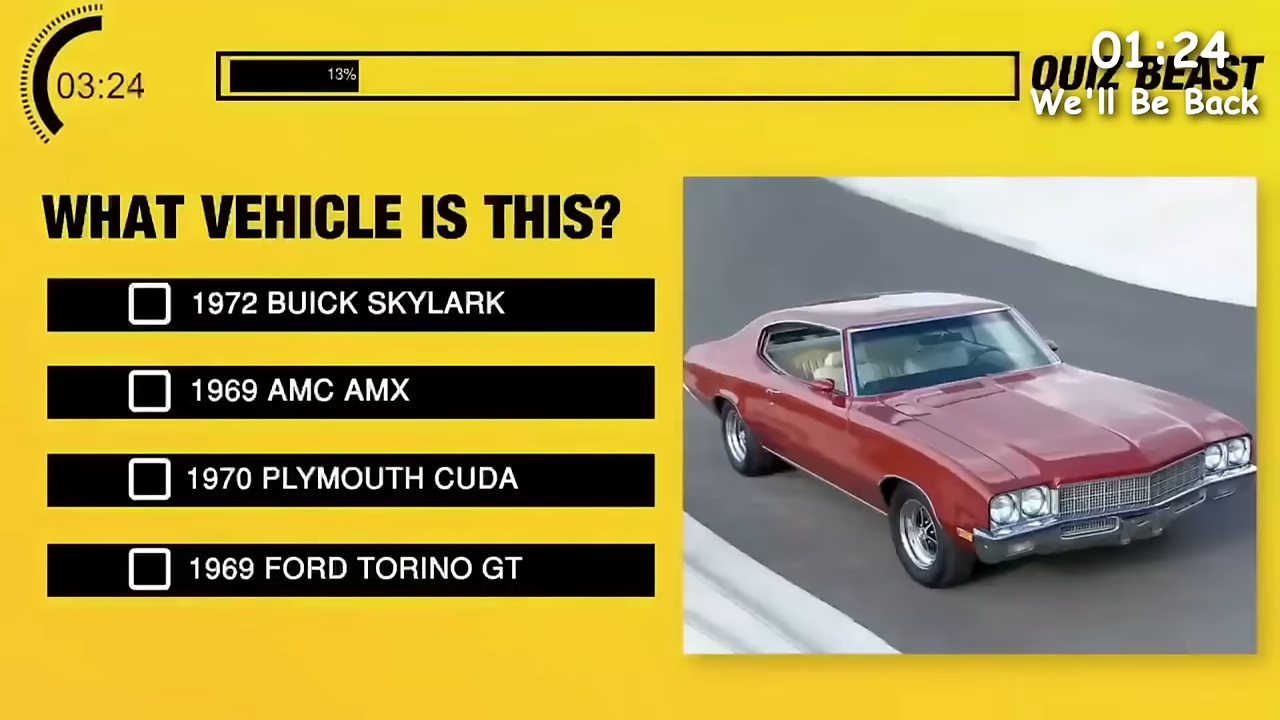 03:24
13%
01:24
QUIZ BEAST
We'll Be Back
WHAT VEHICLE IS THIS?
1972 BUICK SKYLARK
1969 AMC AMX
1970 PLYMOUTH CUDA
1969 FORD TORINO GT